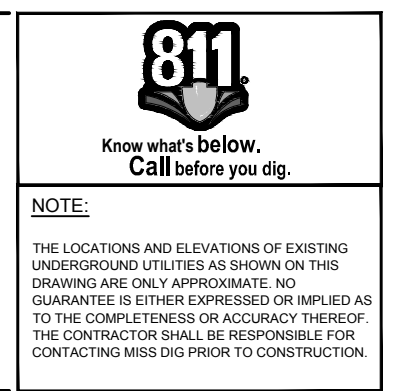 811
Know what's below.
Call before you dig.
NOTE:
THE LOCATIONS AND ELEVATIONS OF EXISTING
UNDERGROUND UTILITIES AS SHOWN ON THIS
DRAWING ARE ONLY APPROXIMATE. NO
GUARANTEE IS EITHER EXPRESSED OR IMPLIED AS
TO THE COMPLETENESS OR ACCURACY THEREOF.
THE CONTRACTOR SHALL BE RESPONSIBLE FOR
CONTACTING MISS DIG PRIOR TO CONSTRUCTION.